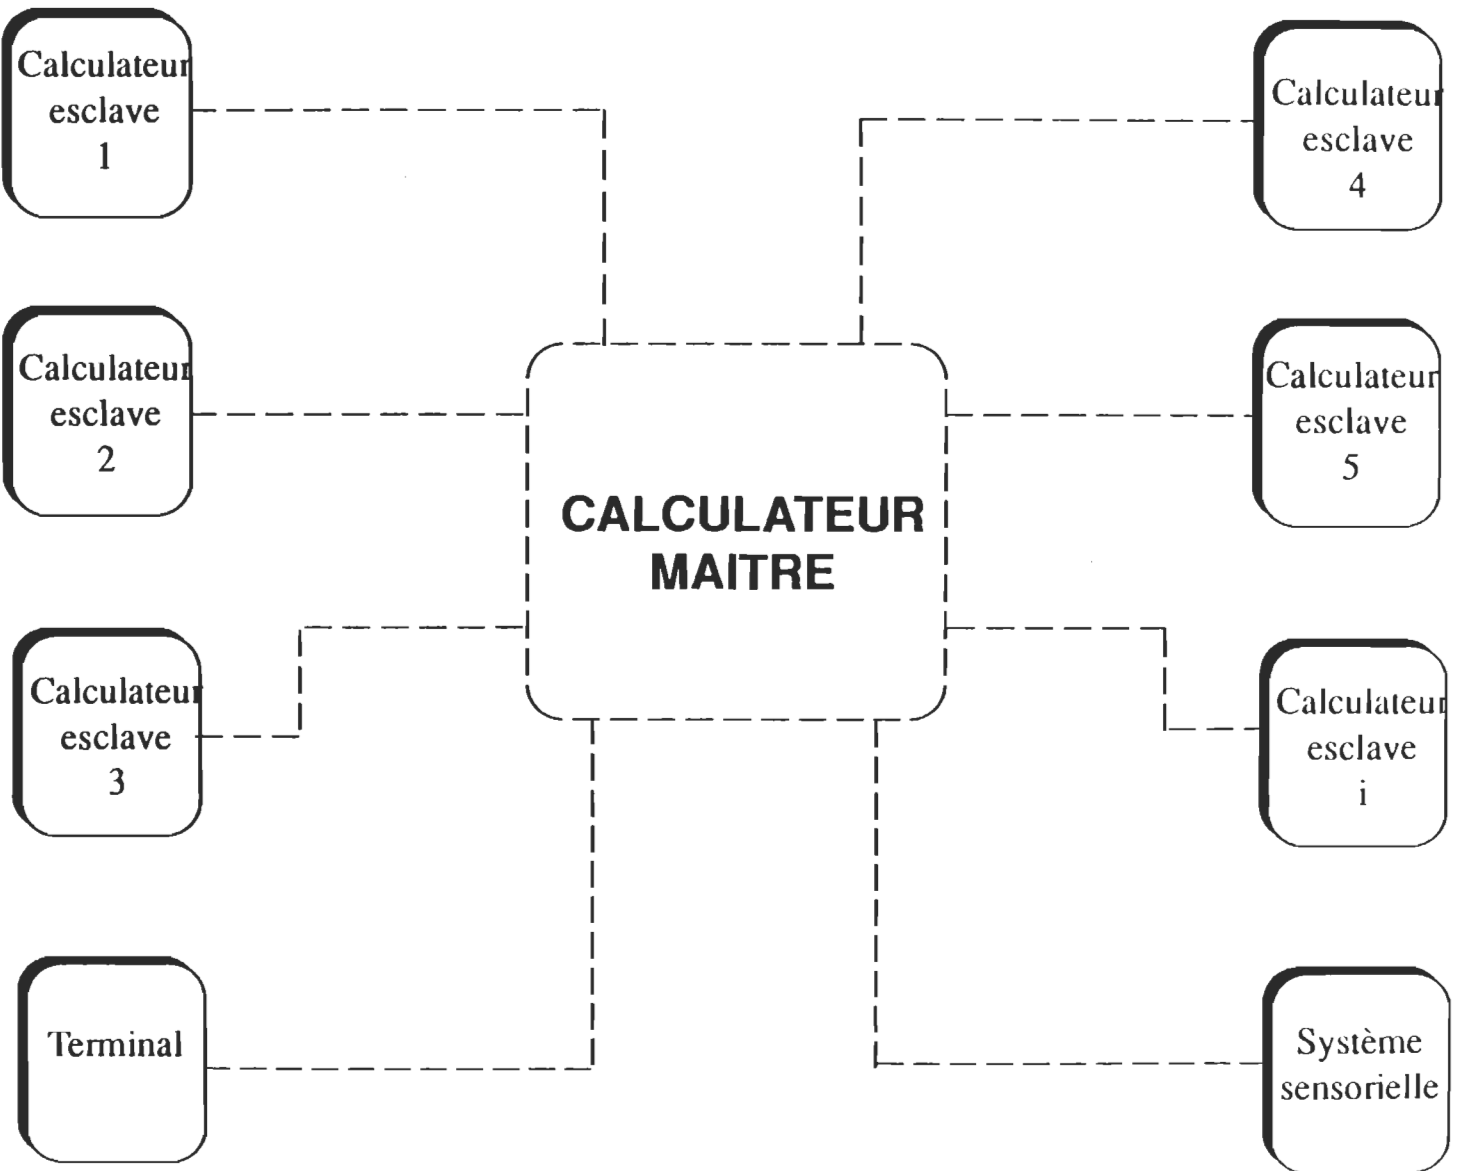 Calculateur
esclave
1
Calculateur
esclave
4
Calculateur
esclave
2
Calculateur
esclave
5
CALCULATEUR
MAITRE
Calculateur
esclave
3
Calculateur
esclave
i
Terminal
Système
sensorielle